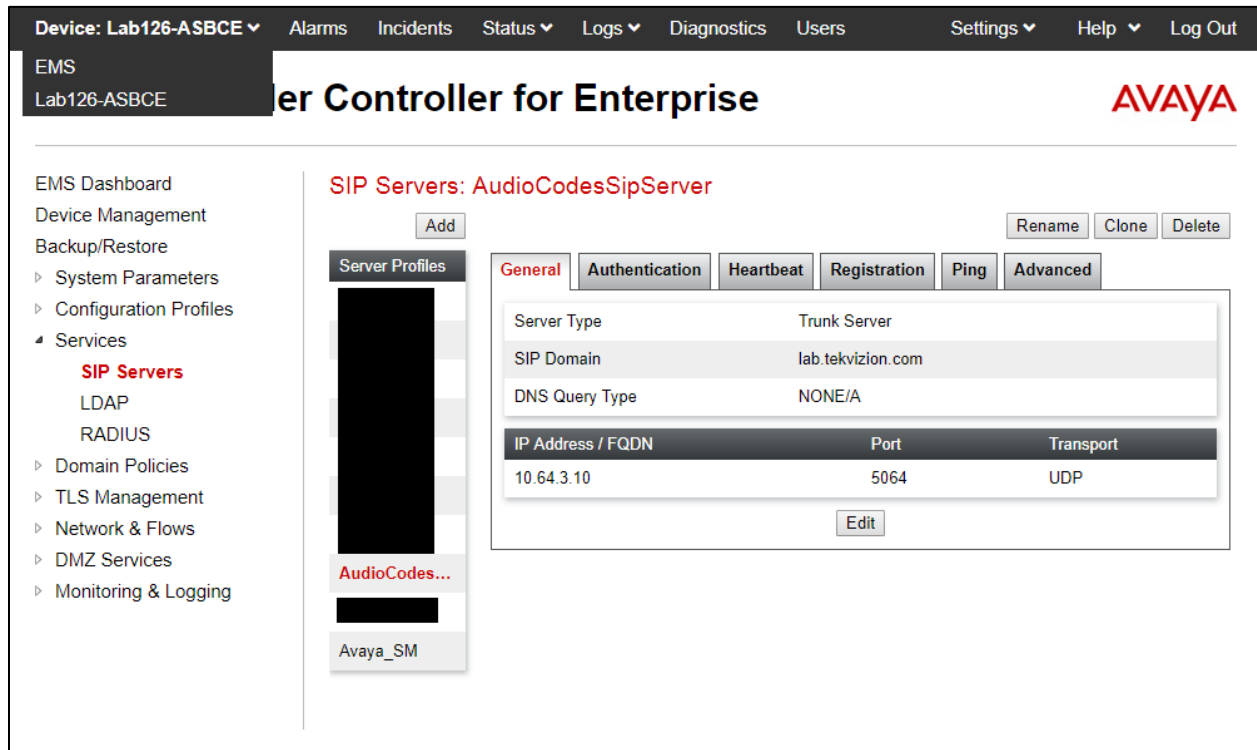 Device: Lab126-ASBCE Alarms Incidents Status Logs Diagnostics Users Settings Help Log Out
EMS
Lab126-ASBCE
er Controller for Enterprise
AVAYA
EMS Dashboard
Device Management
Backup/Restore
System Parameters
Configuration Profiles
Services
SIP Servers
LDAP
RADIUS
Domain Policies
TLS Management
Network & Flows
DMZ Services
Monitoring & Logging
SIP Servers: AudioCodesSipServer
Add
Rename Clone Delete
Server Profiles
AudioCodes...
Avaya_SM
General Authentication Heartbeat Registration Ping Advanced
Server Type Trunk Server
SIP Domain lab.tekvizion.com
DNS Query Type NONE/A
IP Address / FQDN Port Transport
10.64.3.10 5064 UDP
Edit